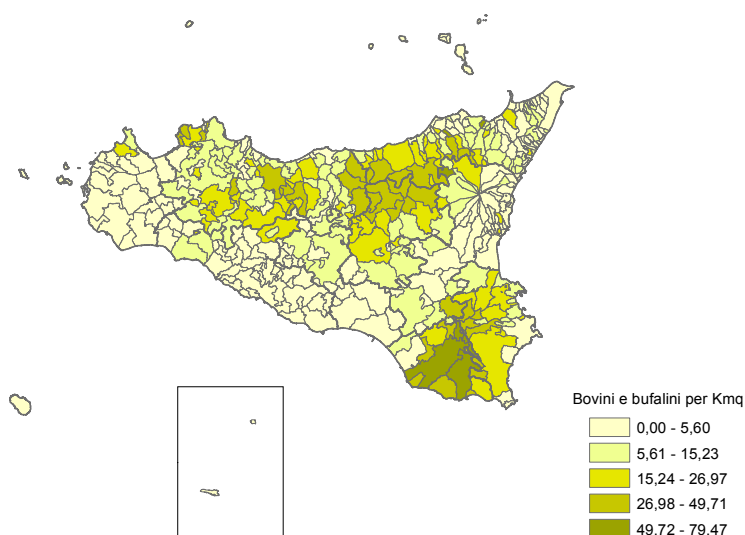 Bovini e bufalini per Kmq
0,00 - 5,60
5,61 - 15,23
15,24 - 26,97
26,98 - 49,71
49,72 - 79,47